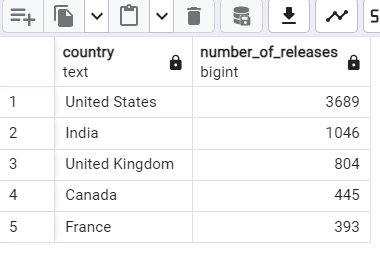 country number_of_releases
text bigint
1 United States 3689
2 India 1046
3 United Kingdom 804
4 Canada 445
5 France 393